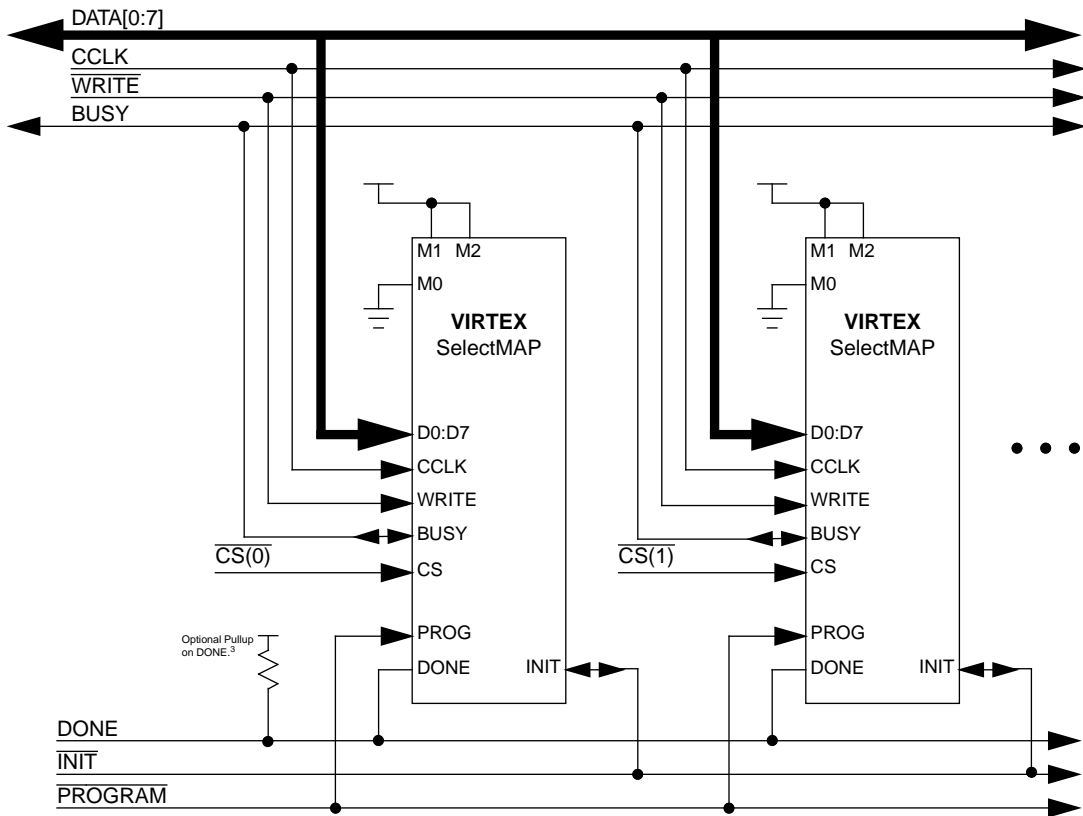 DATA[0:7]
CCLK
WRITE
BUSY
M1 M2
M0
VIRTEX
SelectMAP
D0:D7
CCLK
WRITE
BUSY
CS(0)
CS
PROG
DONE
INIT
M1 M2
M0
VIRTEX
SelectMAP
D0:D7
CCLK
WRITE
BUSY
CS(1)
CS
PROG
DONE
INIT
Optional Pullup
on DONE.3
DONE
INIT
PROGRAM